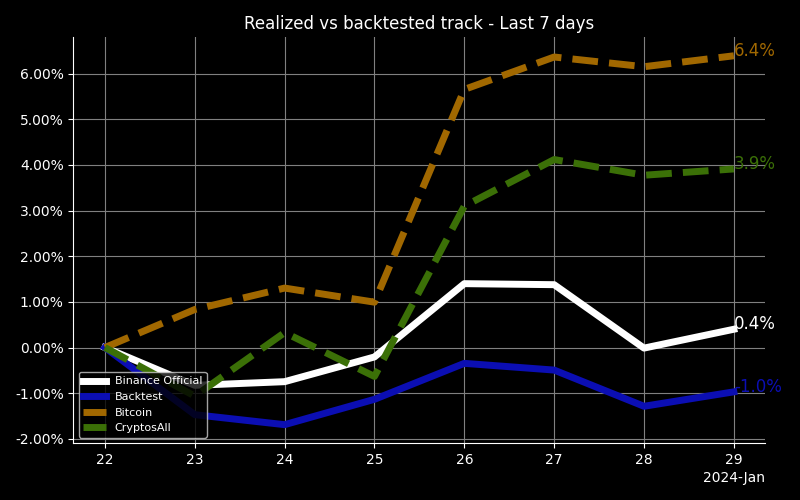 Realized vs backtested track - Last 7 days
6.00%
5.00%
4.00%
3.00%
2.00%
1.00%
0.00%
-1.00%
-2.00%
6.4%
3.9%
0.4%
-1.0%
Binance Official
Backtest
Bitcoin
CryptosAll
22 23 24 25 26 27 28 29
2024-Jan